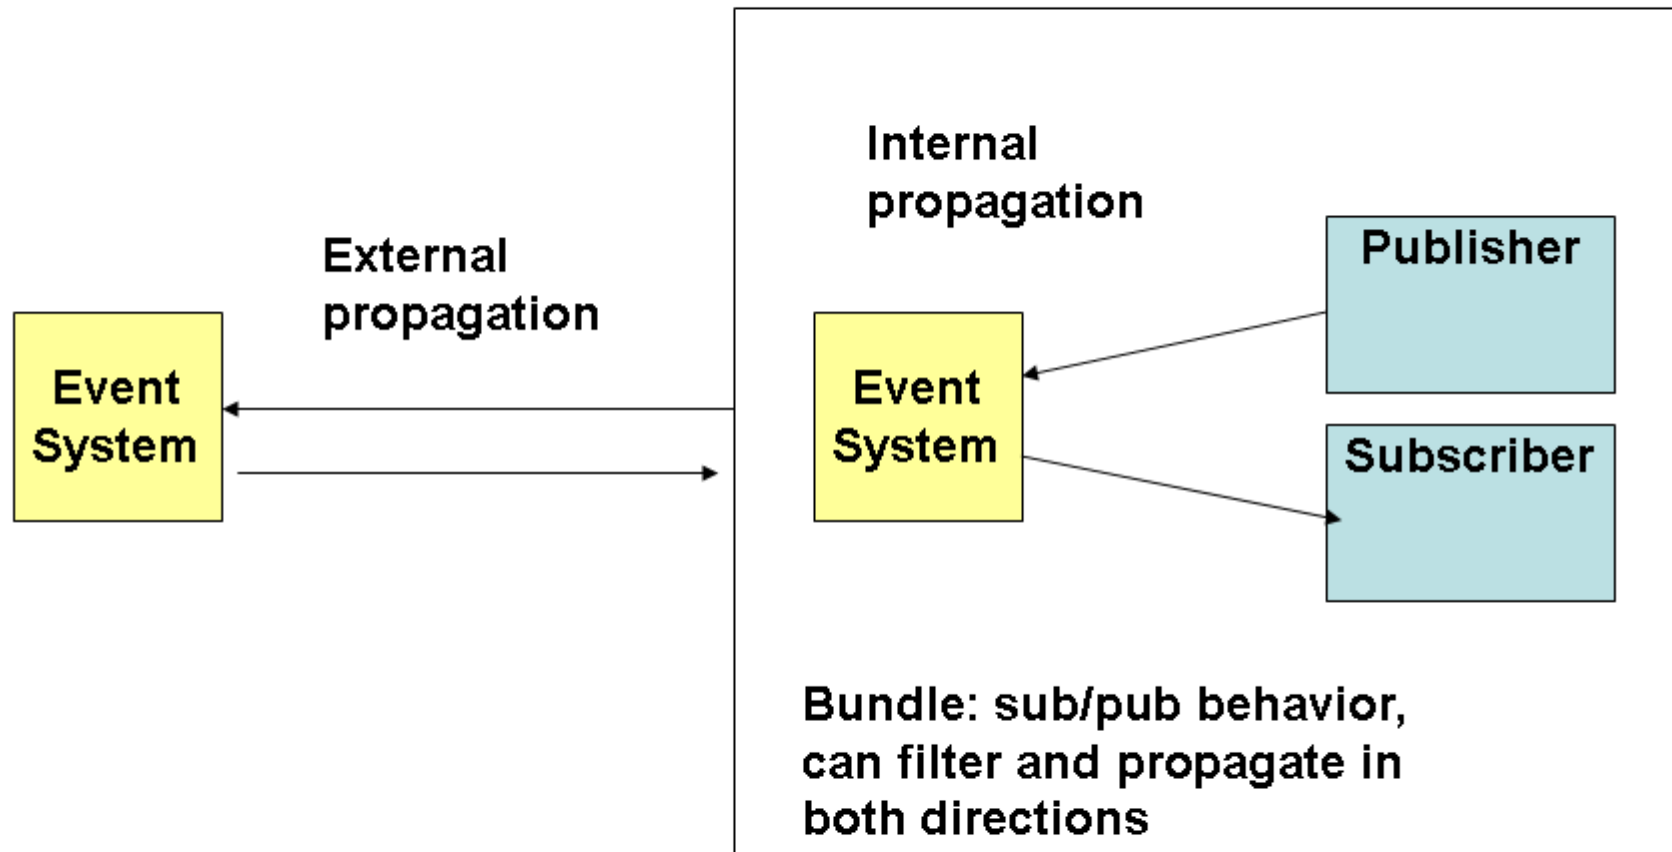 Internal
propagation
Publisher
External
propagation
Event
System
Event
System
Subscriber
Bundle: sub/pub behavior,
can filter and propagate in
both directions